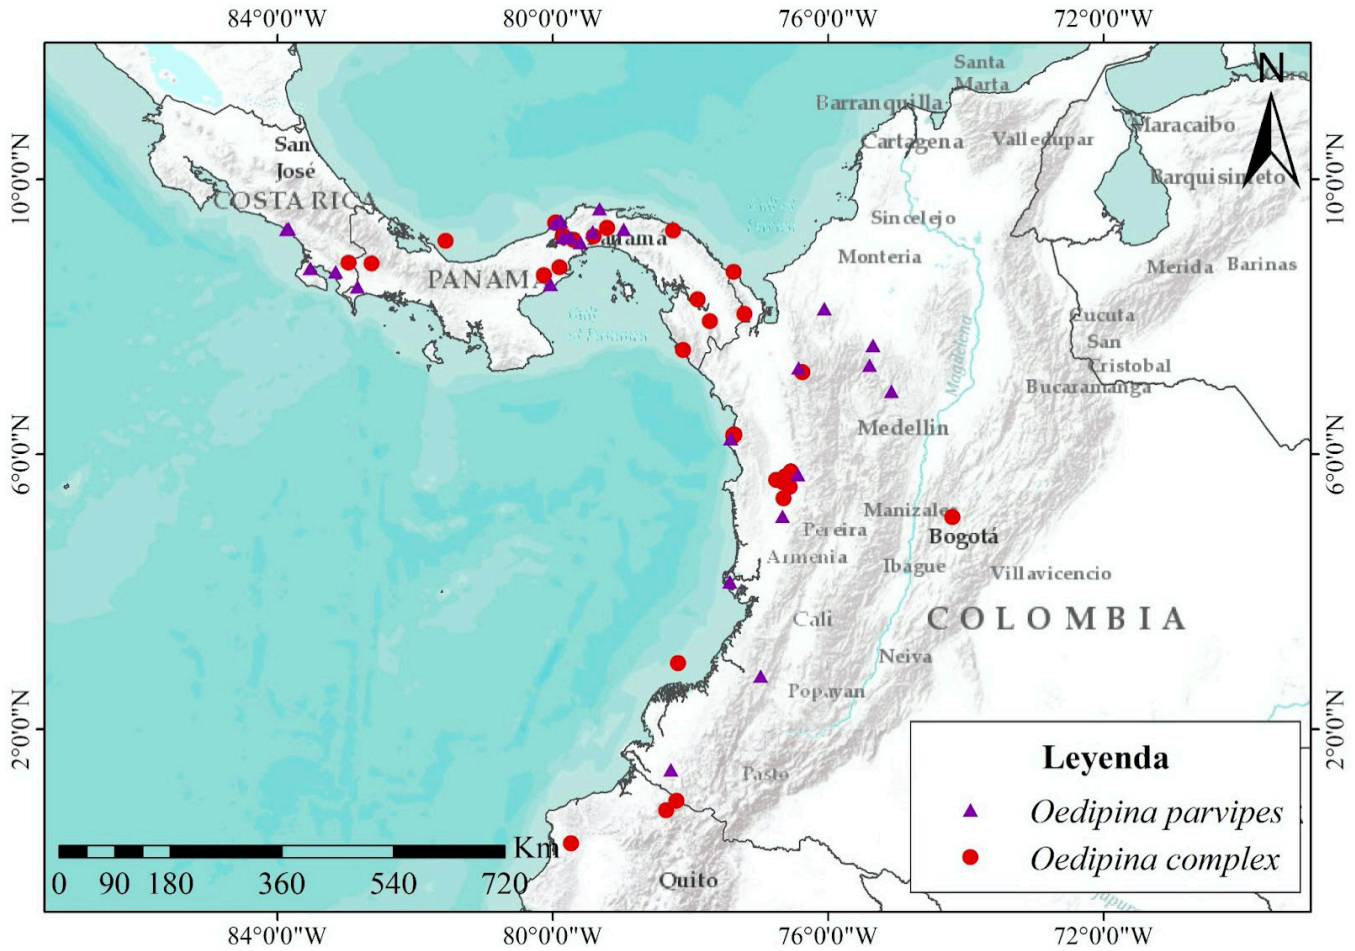 84°0'0"W
80°0'0"W
76°0'0"W
72°0'0"W
10°0'0"N
6°0'0"N
2°0'0"N
10°0'0"N
6°0'0"N
2°0'0"N
N
Santa
Marta
Barranquilla
Cartagena
Valledupar
Maracaibo
Barquisimeto
San
José
COSTA RICA
PANAMA
Panama
Gulf
of Panama
Sincelejo
Monteria
Merida
Barinas
Cucuta
San
Cristobal
Bucaramanga
Magdalena
Medellin
Manizales
Pereira
Bogotá
Armenia
Ibague
Villavicencio
Cali
COLOMBIA
Neiva
Popayan
Pasto
Quito
Leyenda
Oedipina parvipes
Oedipina complex
Km
0 90 180 360 540 720
84°0'0"W
80°0'0"W
76°0'0"W
72°0'0"W